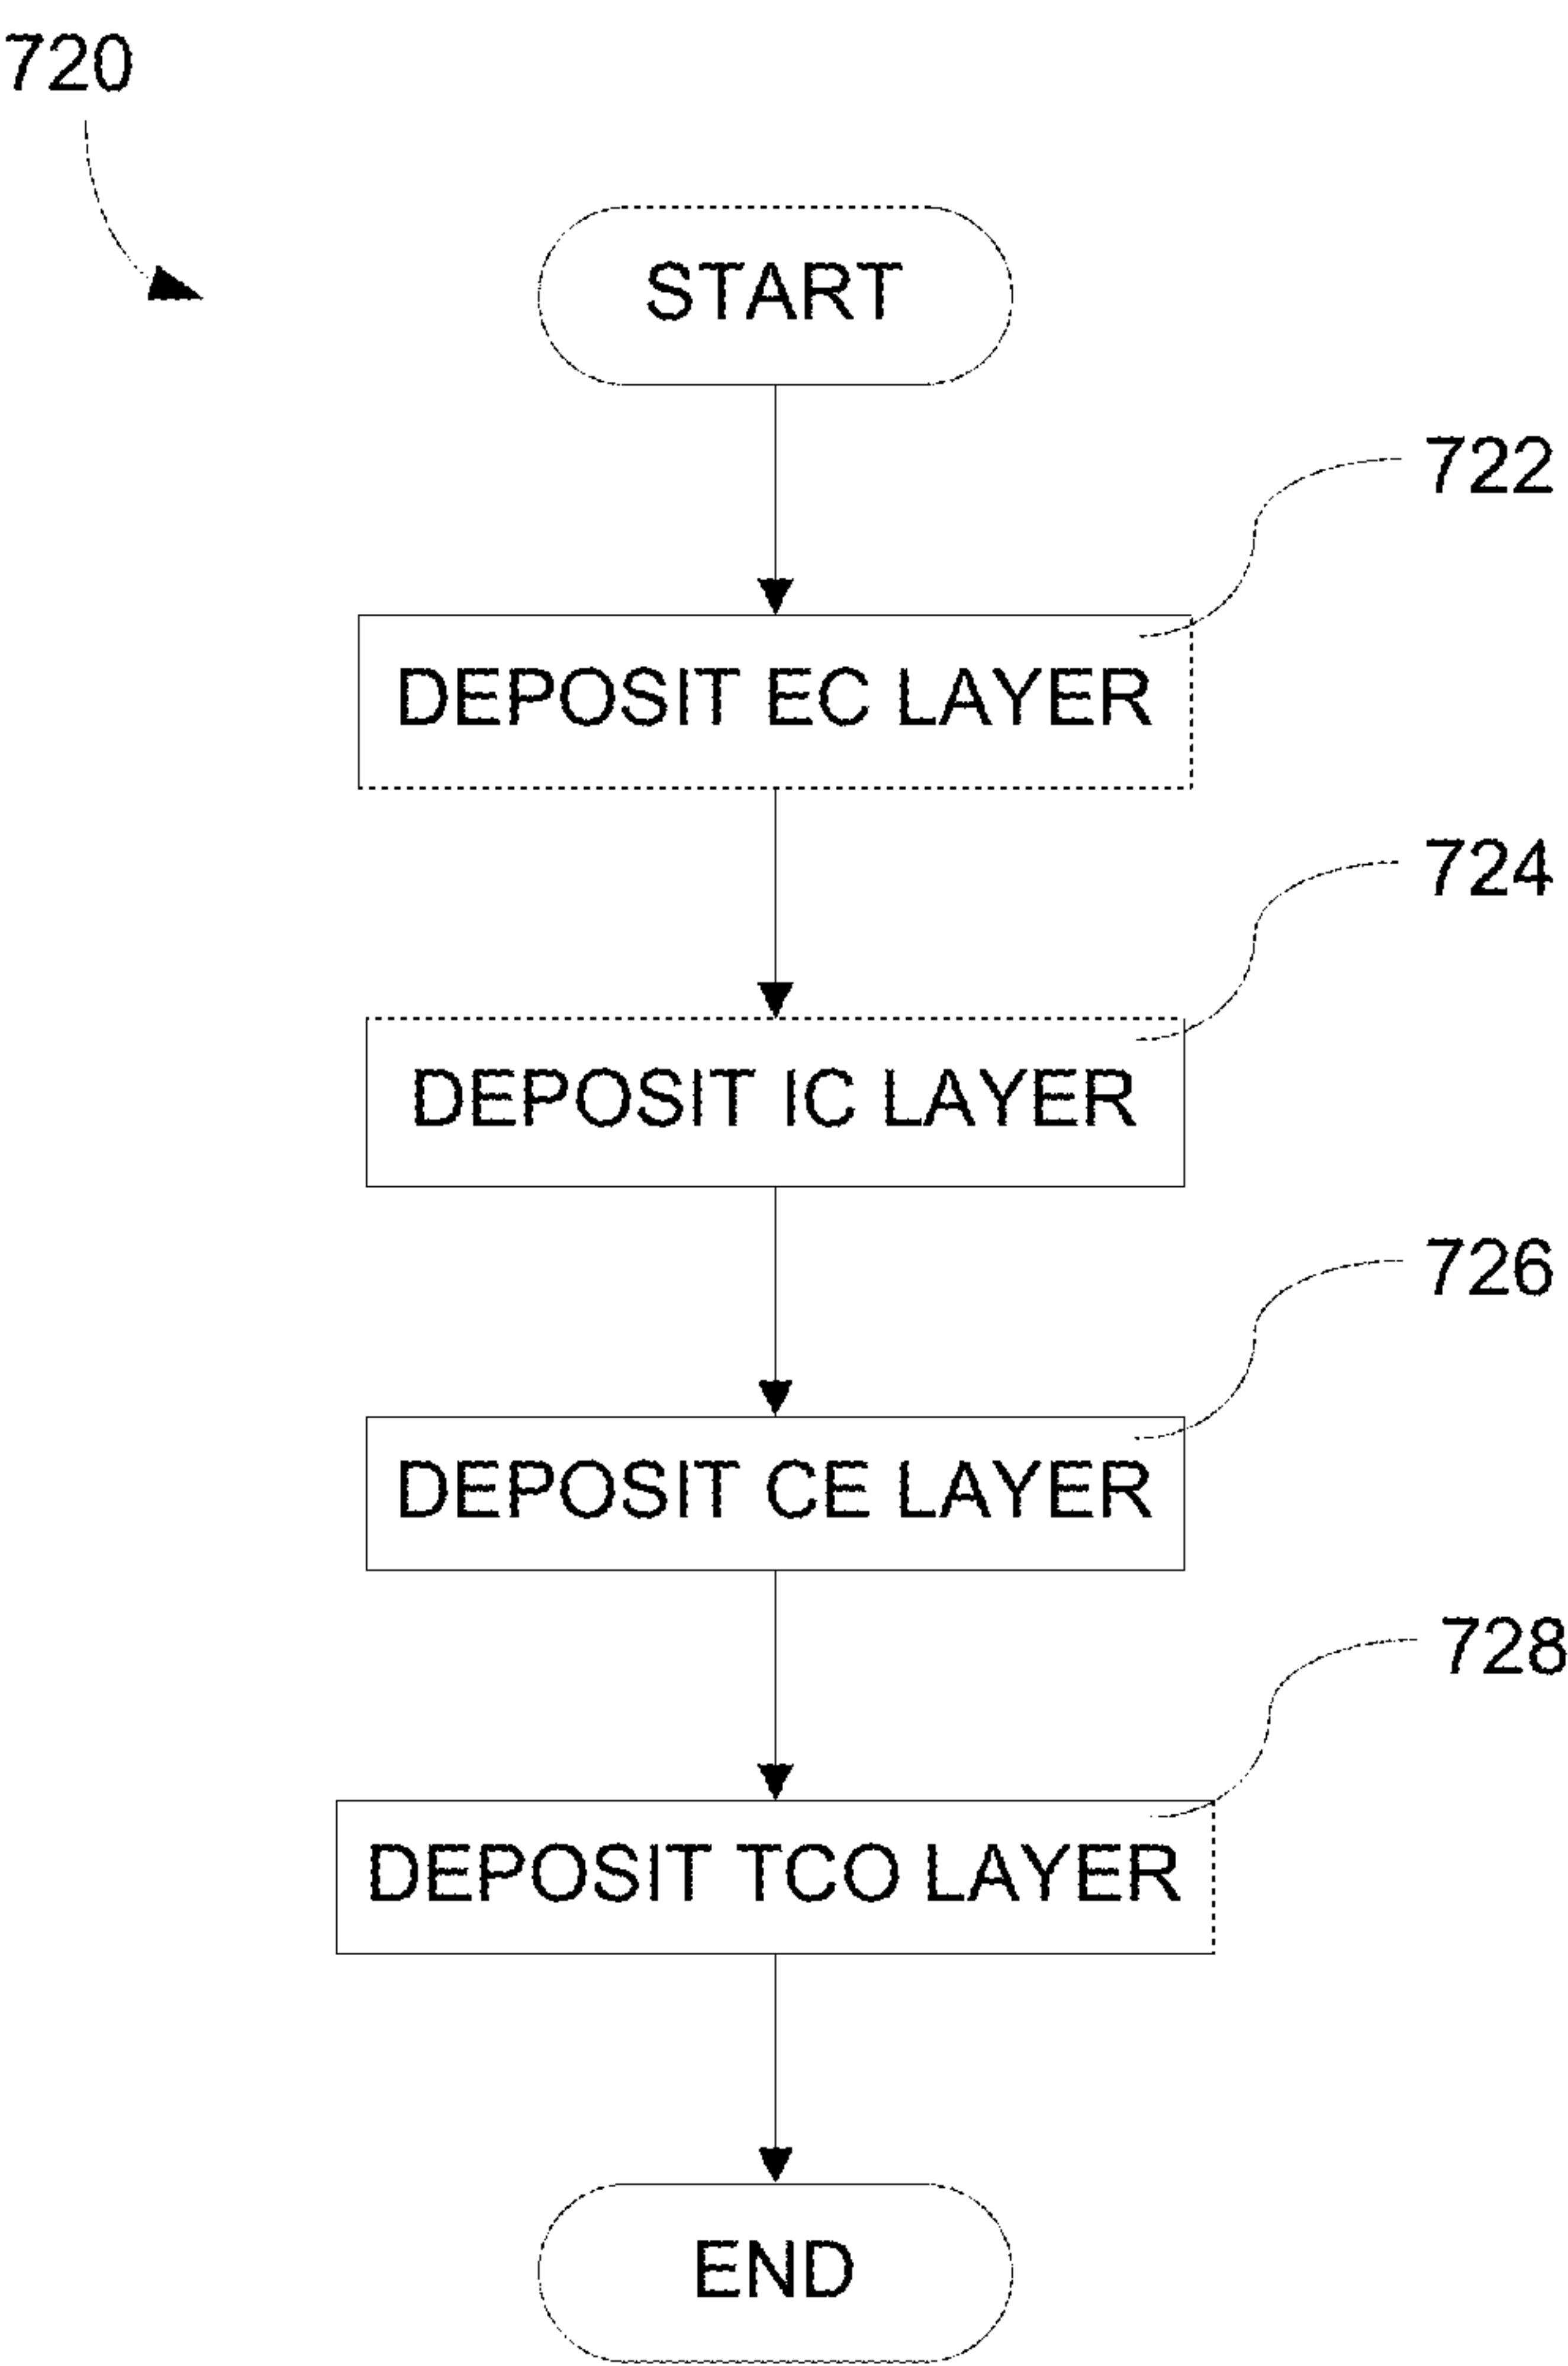 720
START
722
DEPOSIT EC LAYER
724
DEPOSIT IC LAYER
726
DEPOSIT CE LAYER
728
DEPOSIT TCO LAYER
END